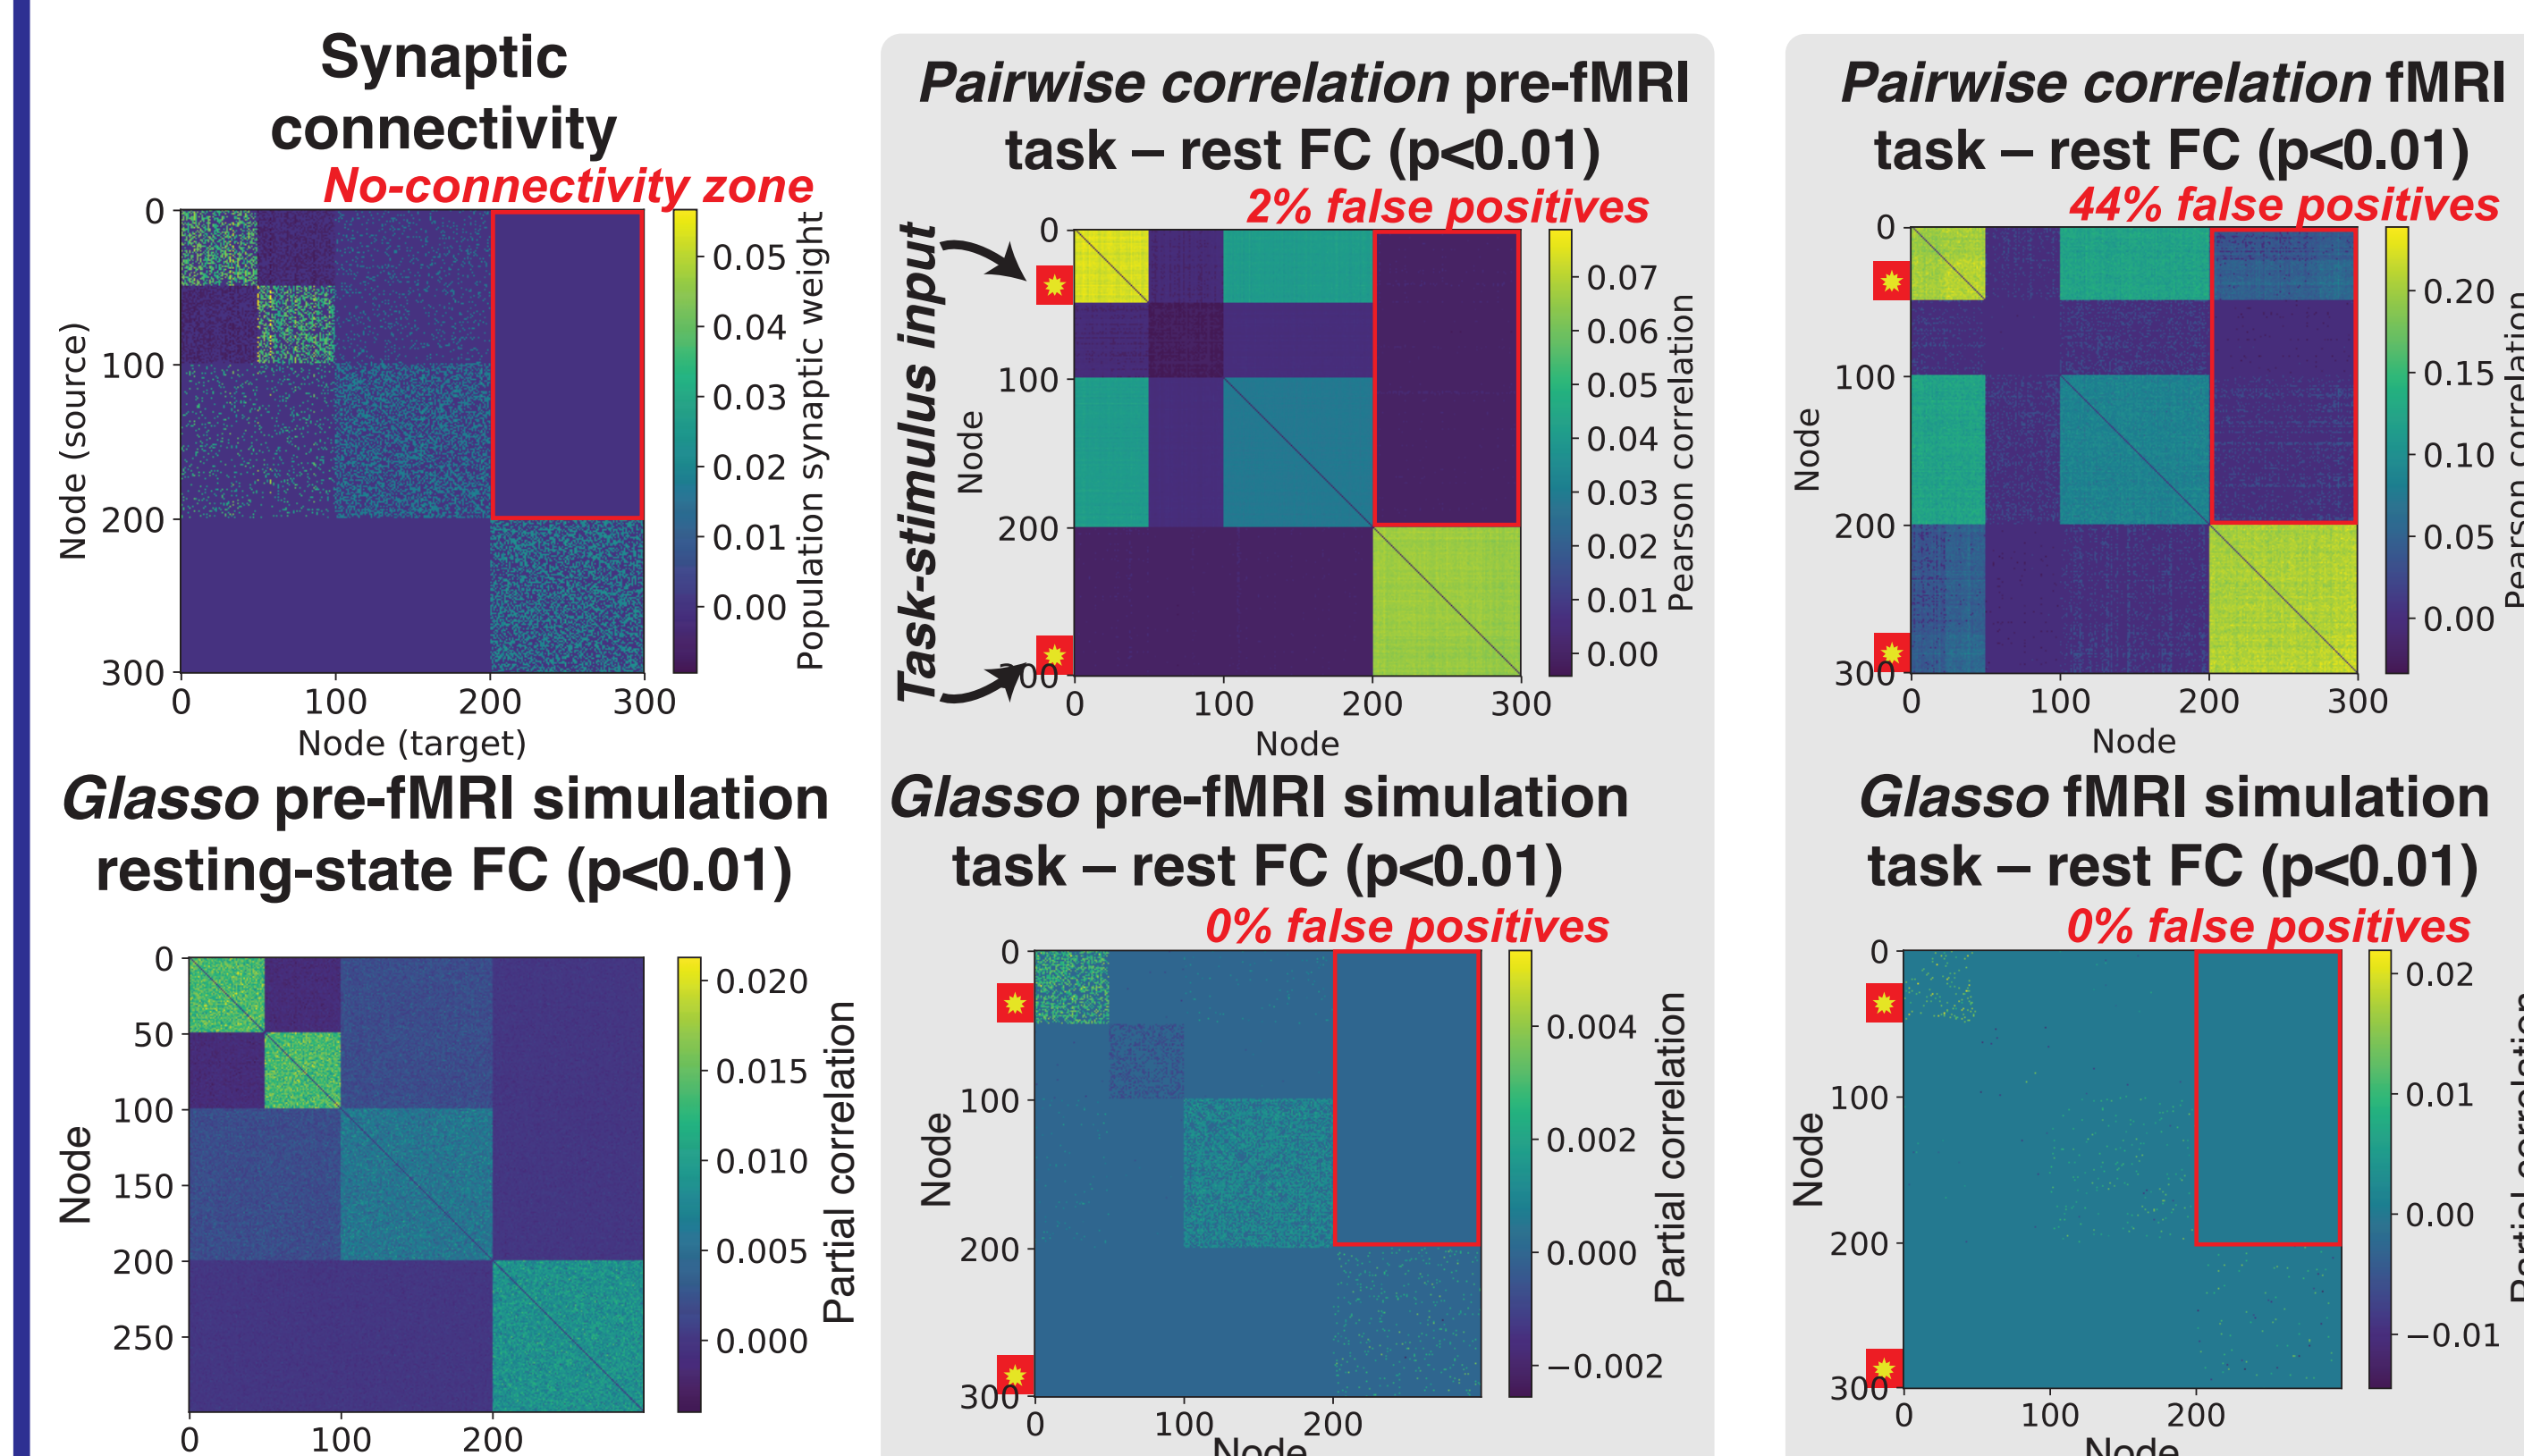 Synaptic
connectivity
No-connectivity zone
0
100
200
300
Node (source)
0
100
200
300
Node (target)
0.05
0.04
0.03
0.02
0.01
0.00
Population synaptic weight
Pairwise correlation pre-fMRI
task – rest FC (p<0.01)
2% false positives
Task-stimulus input
0
100
200
300
Node
0
100
200
300
Node
0.07
0.06
0.05
0.04
0.03
0.02
0.01
0.00
Pearson correlation
Pairwise correlation fMRI
task – rest FC (p<0.01)
44% false positives
0
100
200
300
Node
0
100
200
300
Node
0.20
0.15
0.10
0.05
0.00
Pearson correlation
Glasso pre-fMRI simulation
resting-state FC (p<0.01)
0
50
100
150
200
250
Node
0
100
200
0.020
0.015
0.010
0.005
0.000
Partial correlation
Glasso pre-fMRI simulation
task – rest FC (p<0.01)
0% false positives
0
100
200
300
Node
0
100
200
Node
0.004
0.002
0.000
−0.002
Partial correlation
Glasso fMRI simulation
task – rest FC (p<0.01)
0% false positives
0
100
200
300
Node
0
100
200
Node
0.02
0.01
0.00
−0.01
Partial correlation